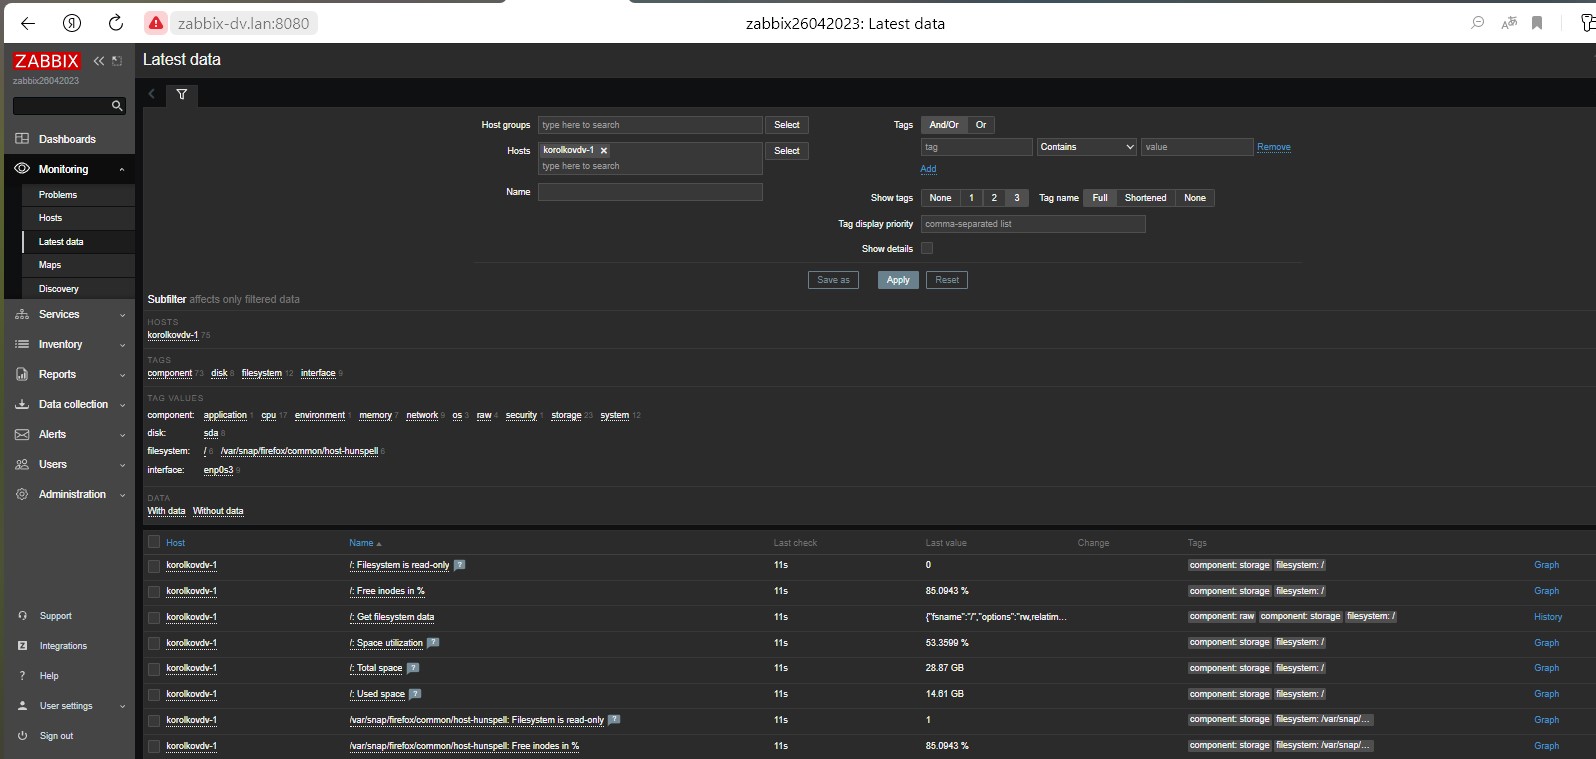 zabbix-dv.lan:8080 zabbix26042023: Latest data
ZABBIX
zabbix26042023
Latest data
Dashboards
Monitoring
Problems
Hosts
Latest data
Maps
Discovery
Services
Inventory
Reports
Data collection
Alerts
Users
Administration
Support
Integrations
Help
User settings
Sign out
Host groups type here to search Select
Hosts korolkovdv-1 Select
type here to search
Name
Tags And/Or Or
tag Contains value Remove
Add
Show tags None 1 2 3 Tag name Full Shortened None
Tag display priority comma-separated list
Show details
Save as Apply Reset
Subfilter affects only filtered data
HOSTS
korolkovdv-1 75
TAGS
component 73 disk 8 filesystem 12 interface 9
TAG VALUES
component: application 1 cpu 17 environment 1 memory 7 network 9 os 3 raw 4 security 1 storage 23 system 12
disk: sda 8
filesystem: / 6 /var/snap/firefox/common/host-hunspell 6
interface: enp0s3 9
DATA
With data Without data
Host Name Last check Last value Change Tags
korolkovdv-1 /: Filesystem is read-only ? 11s 0 component: storage filesystem: / Graph
korolkovdv-1 /: Free inodes in % 11s 85.0943 % component: storage filesystem: / Graph
korolkovdv-1 /: Get filesystem data 11s {"fsname":"/","options":"rw,relatim... component: raw component: storage filesystem: / History
korolkovdv-1 /: Space utilization ? 11s 53.3599 % component: storage filesystem: / Graph
korolkovdv-1 /: Total space ? 11s 28.87 GB component: storage filesystem: / Graph
korolkovdv-1 /: Used space ? 11s 14.61 GB component: storage filesystem: / Graph
korolkovdv-1 /var/snap/firefox/common/host-hunspell: Filesystem is read-only ? 11s 1 component: storage filesystem: /var/snap/... Graph
korolkovdv-1 /var/snap/firefox/common/host-hunspell: Free inodes in % 11s 85.0943 % component: storage filesystem: /var/snap/... Graph